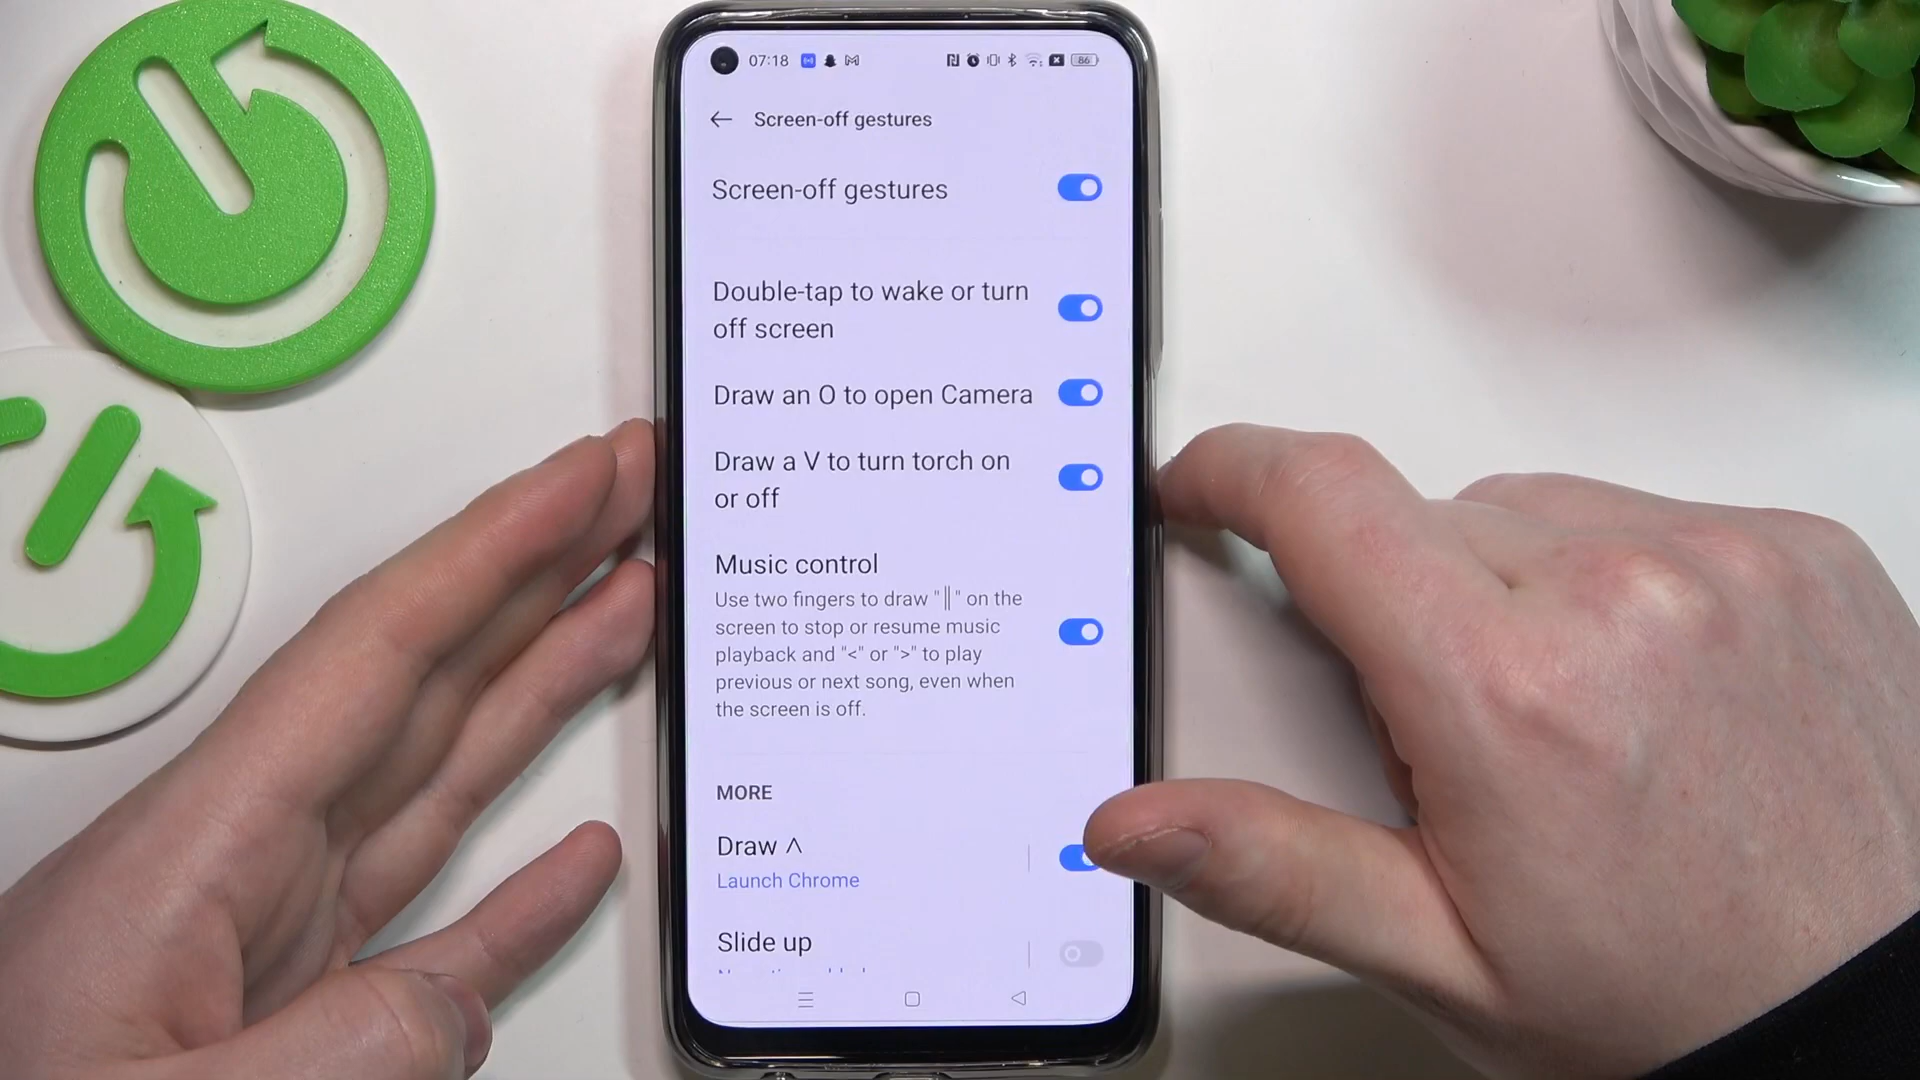 07:18
86
Screen-off gestures
Screen-off gestures
Double-tap to wake or turn
off screen
Draw an O to open Camera
Draw a V to turn torch on
or off
Music control
Use two fingers to draw "||" on the
screen to stop or resume music
playback and "<" or ">" to play
previous or next song, even when
the screen is off.
MORE
Draw ^
Launch Chrome
Slide up